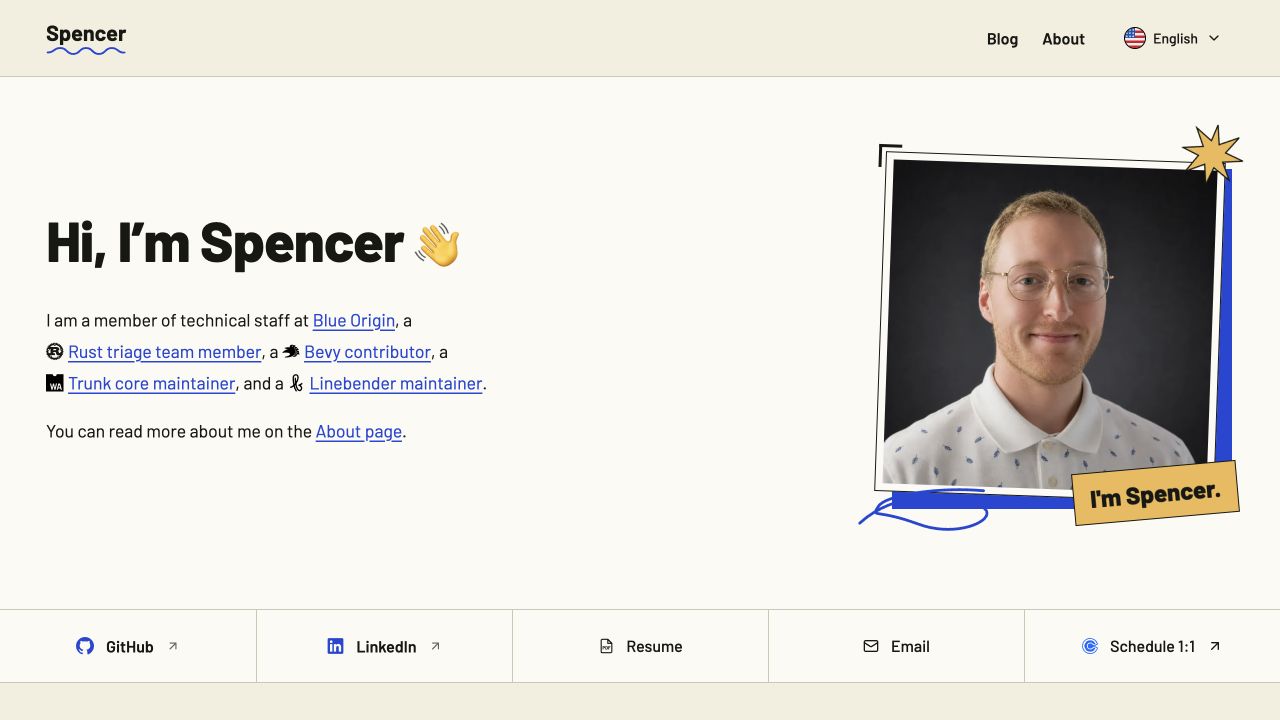 Spencer
Blog
About
English
Hi, I’m Spencer 👋
I am a member of technical staff at Blue Origin, a
Rust triage team member, a Bevy contributor, a
WA Trunk core maintainer, and a Linebender maintainer.
You can read more about me on the About page.
I'm Spencer.
GitHub
LinkedIn
Resume
Email
Schedule 1:1